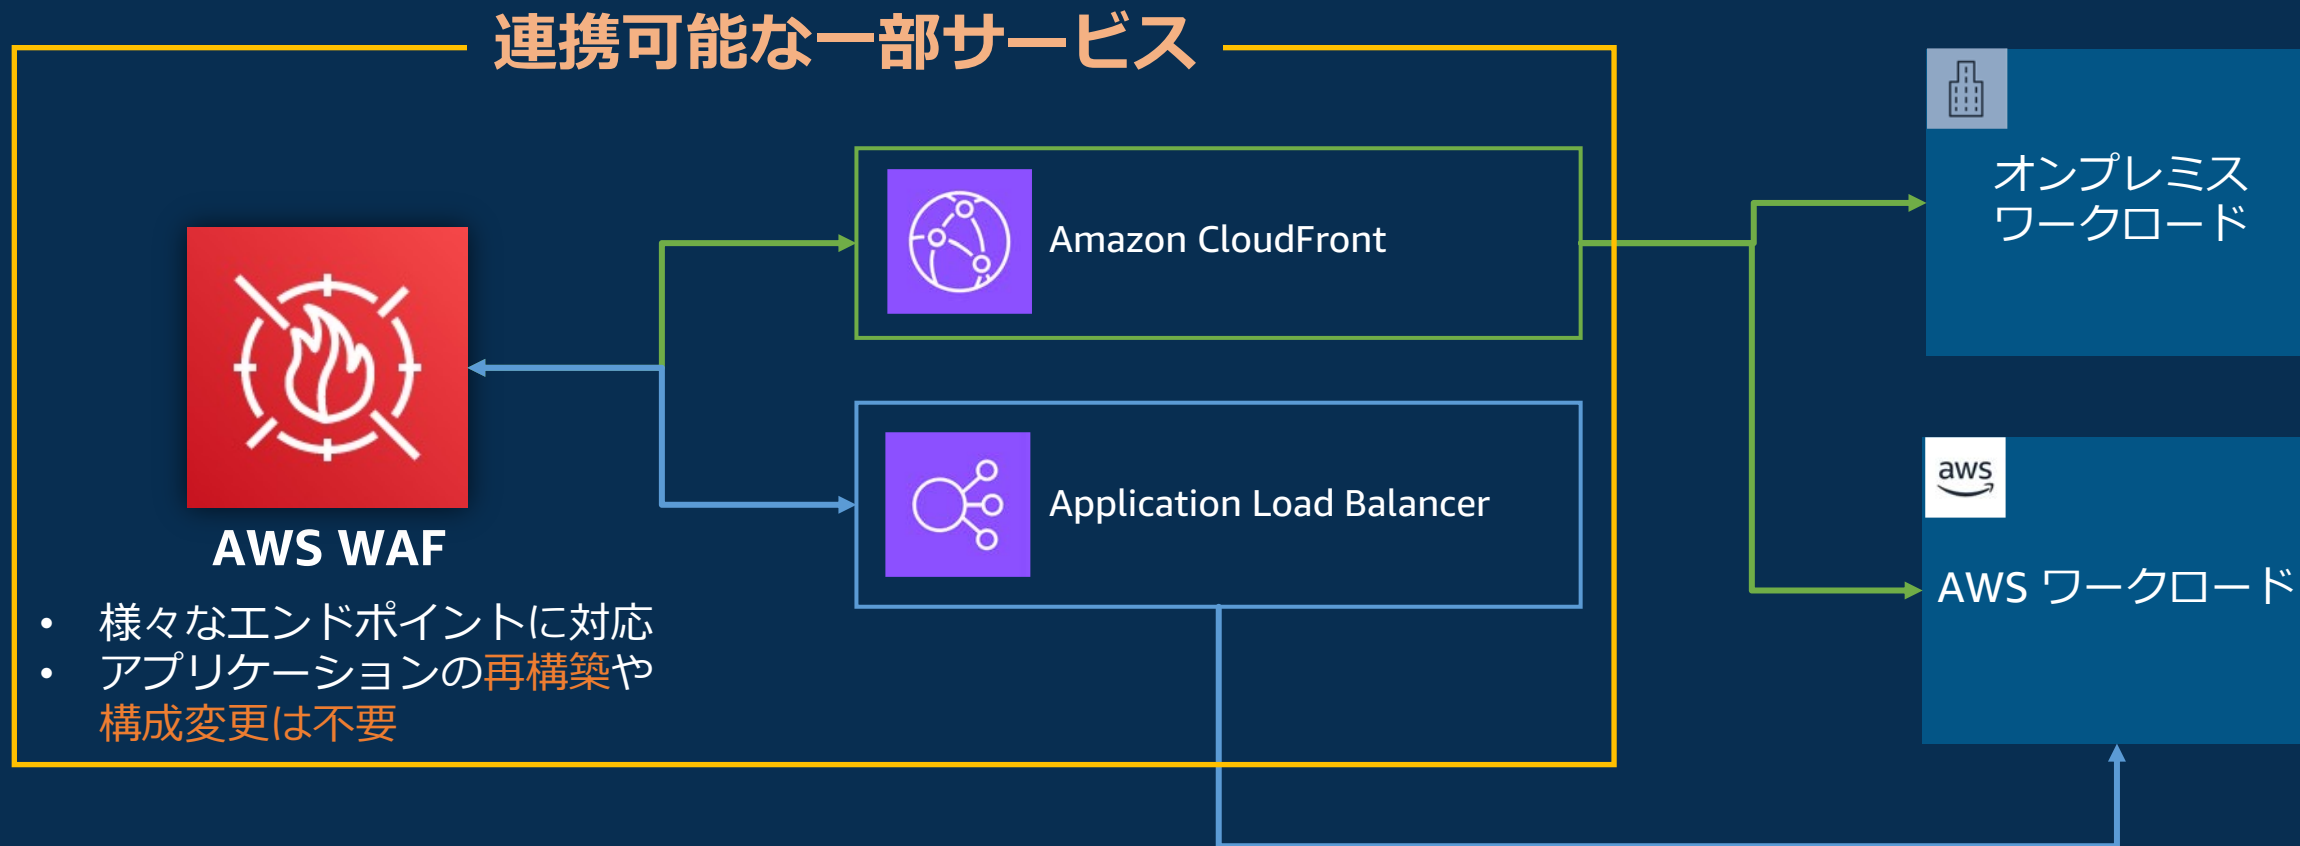 連携可能な一部サービス
オンプレミス
ワークロード
Amazon CloudFront
aws
Application Load Balancer
AWS WAF
AWS ワークロード
• 様々なエンドポイントに対応
• アプリケーションの再構築や
構成変更は不要